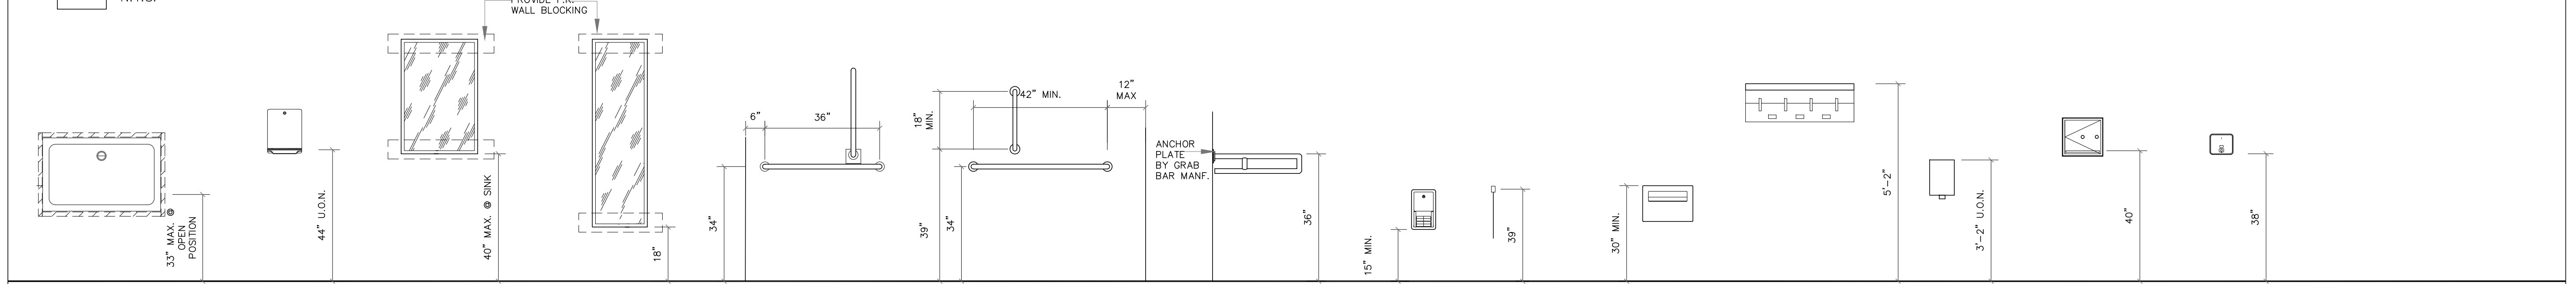 WALL BLOCKING
33" MAX. @
OPEN
POSITION
44" U.O.N.
40" MAX. @ SINK
18"
6"
36"
34"
18"
MIN.
42" MIN.
12"
MAX
39"
34"
ANCHOR
PLATE
BY GRAB
BAR MANF.
36"
15" MIN.
39"
30" MIN.
5'-2"
3'-2" U.O.N.
40"
38"